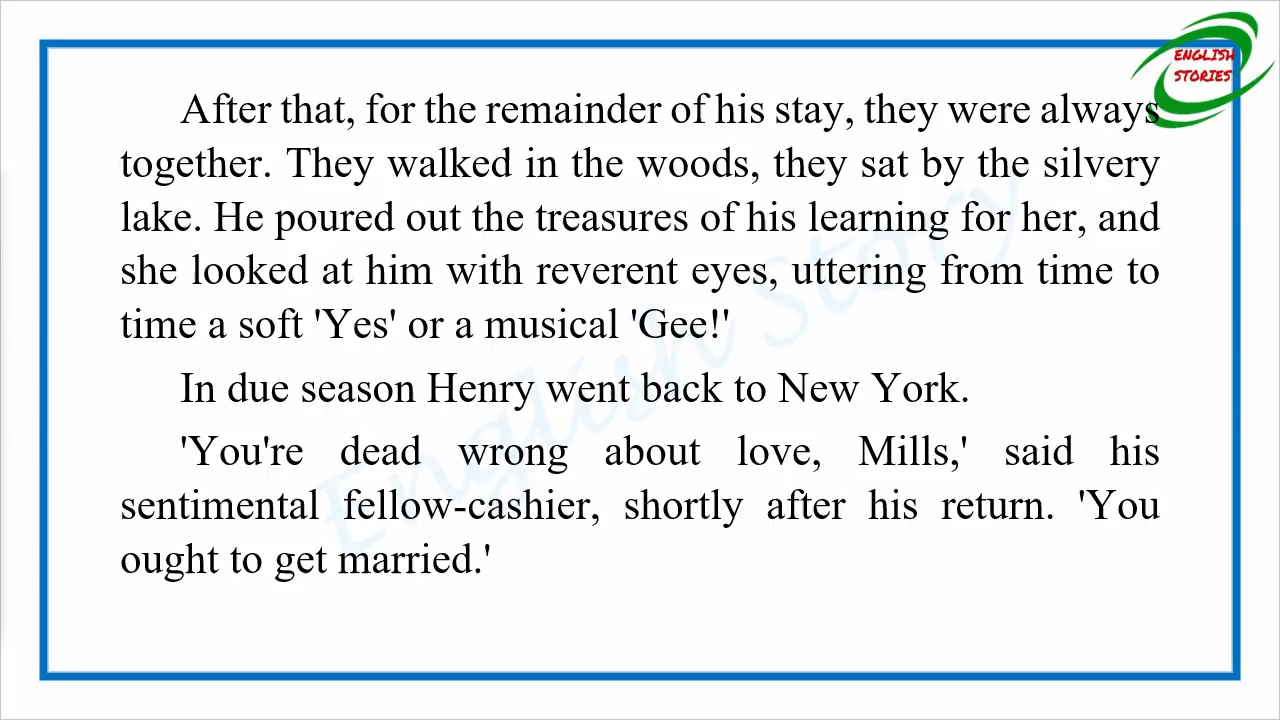 ENGLISH
STORIES
After that, for the remainder of his stay, they were always
together. They walked in the woods, they sat by the silvery
lake. He poured out the treasures of his learning for her, and
she looked at him with reverent eyes, uttering from time to
time a soft 'Yes' or a musical 'Gee!'
In due season Henry went back to New York.
'You're dead wrong about love, Mills,' said his
sentimental fellow-cashier, shortly after his return. 'You
ought to get married.'
English Story